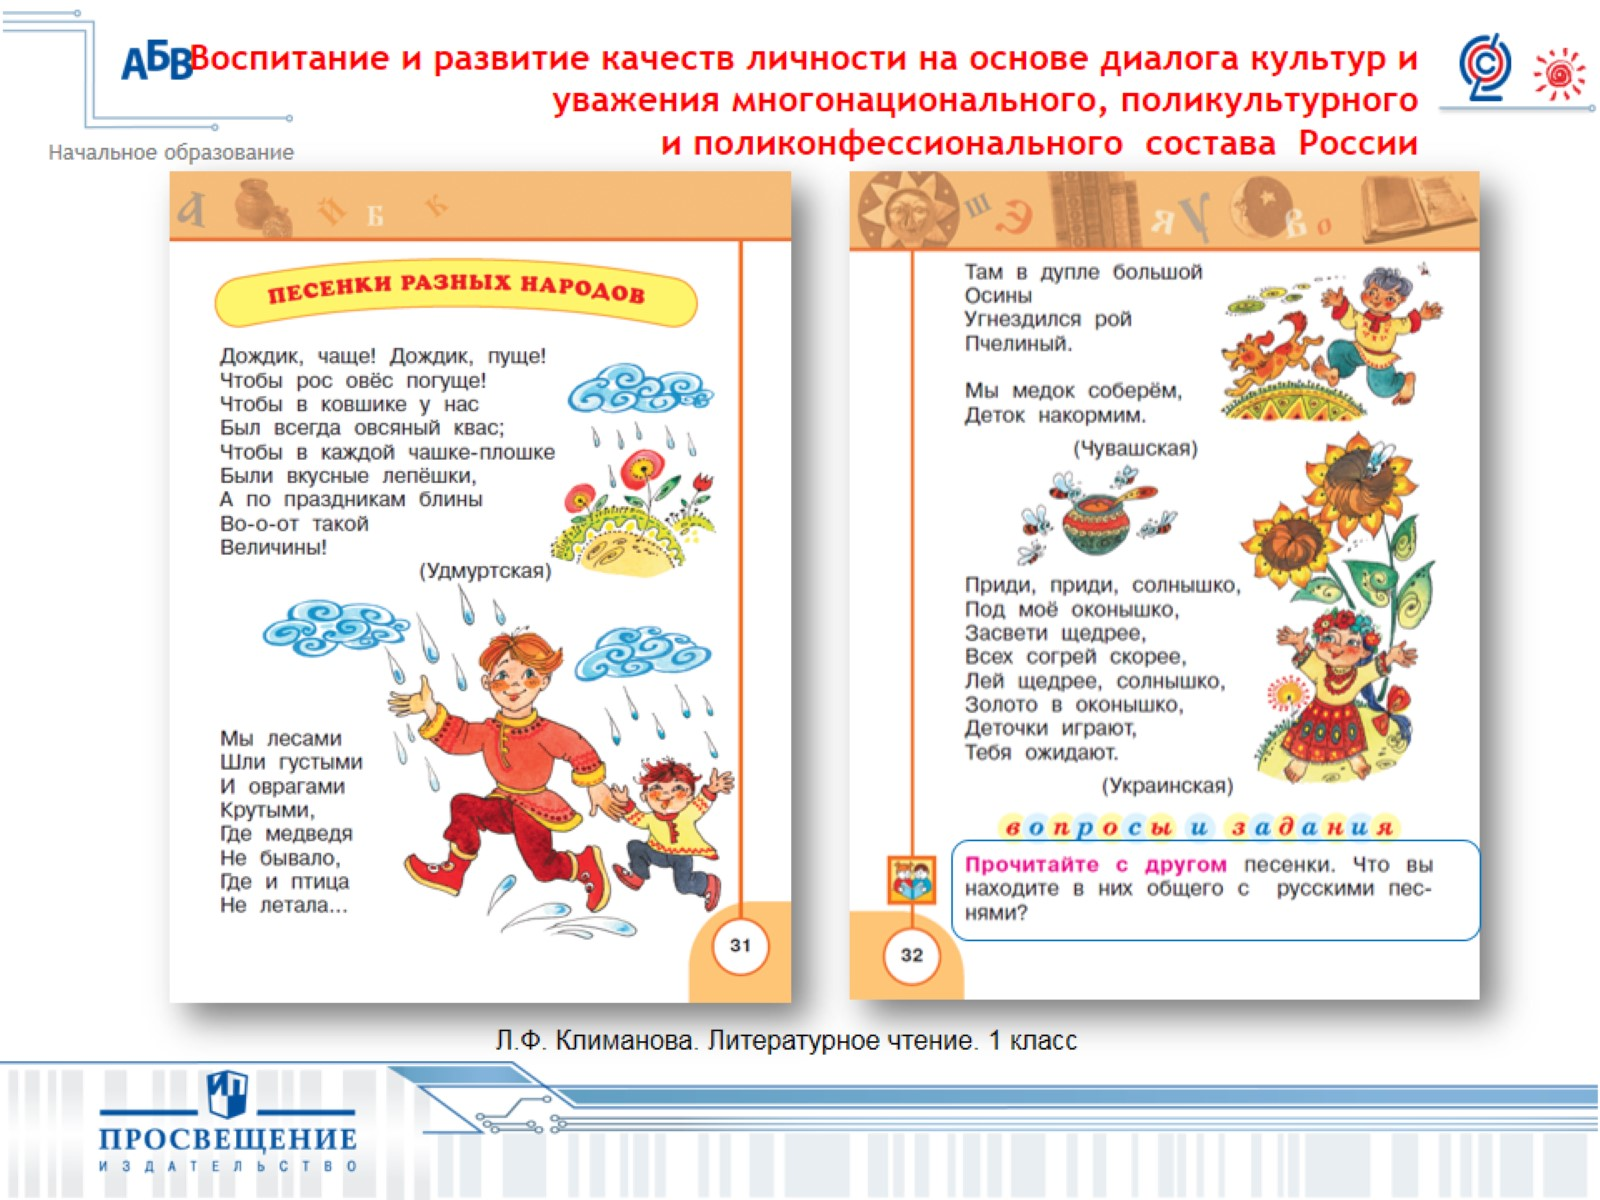 АБВ
Воспитание и развитие качеств личности на основе диалога культур и
уважения многонационального, поликультурного
и поликонфессионального состава России
Начальное образование
А Й Б К
ПЕСЕНКИ РАЗНЫХ НАРОДОВ
Дождик, чаще! Дождик, пуще!
Чтобы рос овёс погуще!
Чтобы в ковшике у нас
Был всегда овсяный квас;
Чтобы в каждой чашке-плошке
Были вкусные лепёшки,
А по праздникам блины
Во-о-от такой
Величины!
(Удмуртская)
Мы лесами
Шли густыми
И оврагами
Крутыми,
Где медведя
Не бывало,
Где и птица
Не летала...
31
Ш Э Я У В О
Там в дупле большой
Осины
Угнездился рой
Пчелиный.
Мы медок соберём,
Деток накормим.
(Чувашская)
Приди, приди, солнышко,
Под моё оконышко,
Засвети щедрее,
Всех согрей скорее,
Лей щедрее, солнышко,
Золото в оконышко,
Деточки играют,
Тебя ожидают.
(Украинская)
вопросы и задания
Прочитайте с другом песенки. Что вы
находите в них общего с русскими пес-
нями?
32
Л.Ф. Климанова. Литературное чтение. 1 класс
ИП
ПРОСВЕЩЕНИЕ
ИЗДАТЕЛЬСТВО